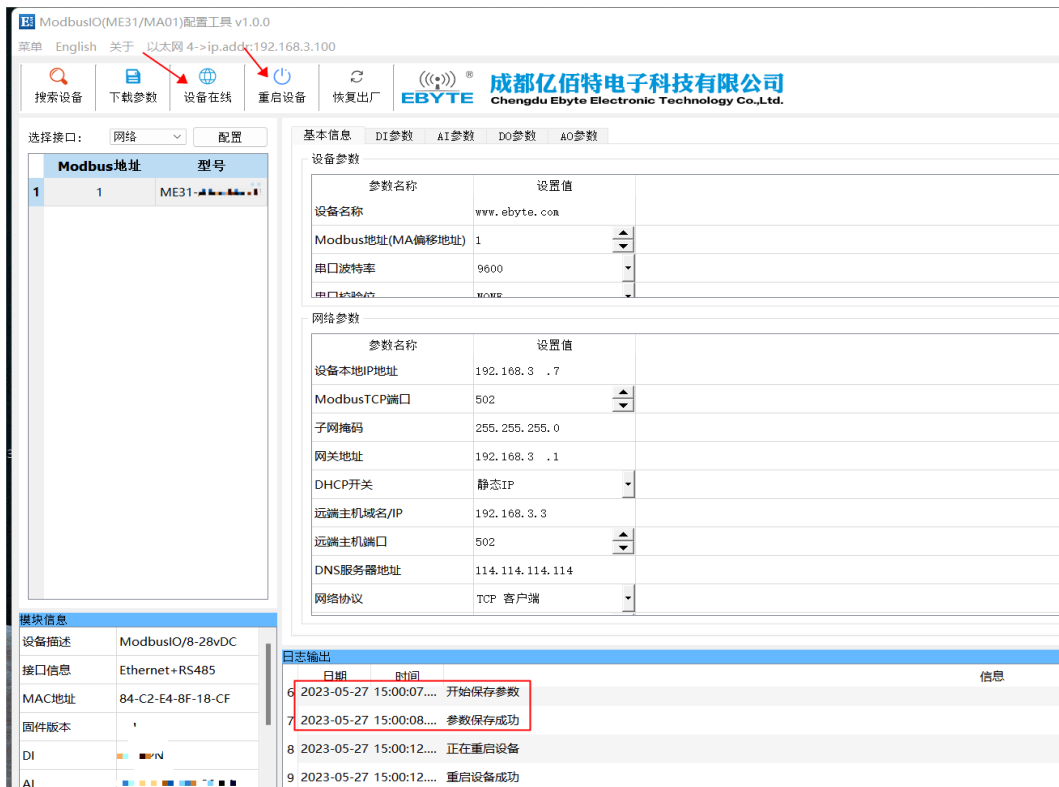 ModbusIO(ME31/MA01)配置工具 v1.0.0
菜单 English 关于 以太网 4->ip.addr:192.168.3.100
搜索设备 下载参数 设备在线 重启设备 恢复出厂
EBYTE ® 成都亿佰特电子科技有限公司
Chengdu Ebyte Electronic Technology Co.,Ltd.
选择接口: 网络 配置
Modbus地址 型号
1 1 ME31-
基本信息 DI参数 AI参数 DO参数 AO参数
设备参数
参数名称 设置值
设备名称 www.ebyte.com
Modbus地址(MA偏移地址) 1
串口波特率 9600
串口校验位 NONE
网络参数
参数名称 设置值
设备本地IP地址 192.168.3 .7
ModbusTCP端口 502
子网掩码 255.255.255.0
网关地址 192.168.3 .1
DHCP开关 静态IP
远端主机域名/IP 192.168.3.3
远端主机端口 502
DNS服务器地址 114.114.114.114
网络协议 TCP 客户端
模块信息
设备描述 ModbusIO/8-28vDC
接口信息 Ethernet+RS485
MAC地址 84-C2-E4-8F-18-CF
固件版本
DI
AI
日志输出
日期 时间 信息
6 2023-05-27 15:00:07.... 开始保存参数
7 2023-05-27 15:00:08.... 参数保存成功
8 2023-05-27 15:00:12.... 正在重启设备
9 2023-05-27 15:00:12.... 重启设备成功